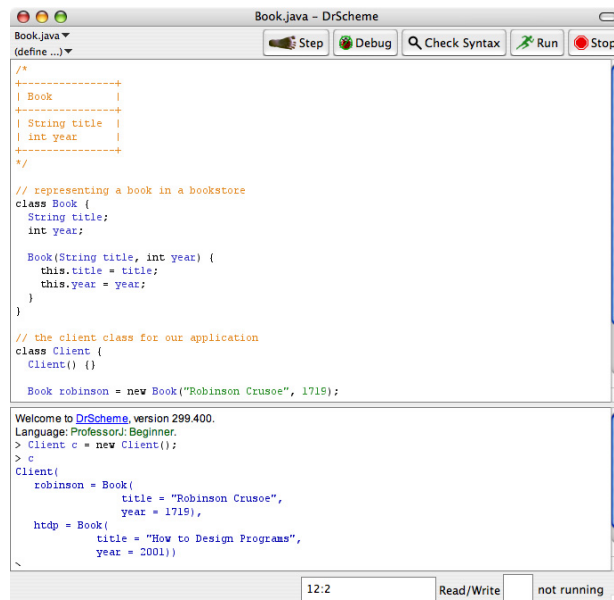 Book.java – DrScheme
Book.java
(define ...)
Step
Debug
Check Syntax
Run
Stop
/*
+---------------+
| Book          |
+---------------+
| String title  |
| int year      |
+---------------+
*/
// representing a book in a bookstore
class Book {
  String title;
  int year;
  Book(String title, int year) {
    this.title = title;
    this.year = year;
  }
}
// the client class for our application
class Client {
  Client() {}
  Book robinson = new Book("Robinson Crusoe", 1719);
Welcome to DrScheme, version 299.400.
Language: ProfessorJ: Beginner.
> Client c = new Client();
> c
Client(
   robinson = Book(
                title = "Robinson Crusoe",
                year = 1719),
   htdp = Book(
            title = "How to Design Programs",
            year = 2001))
12:2
Read/Write
not running